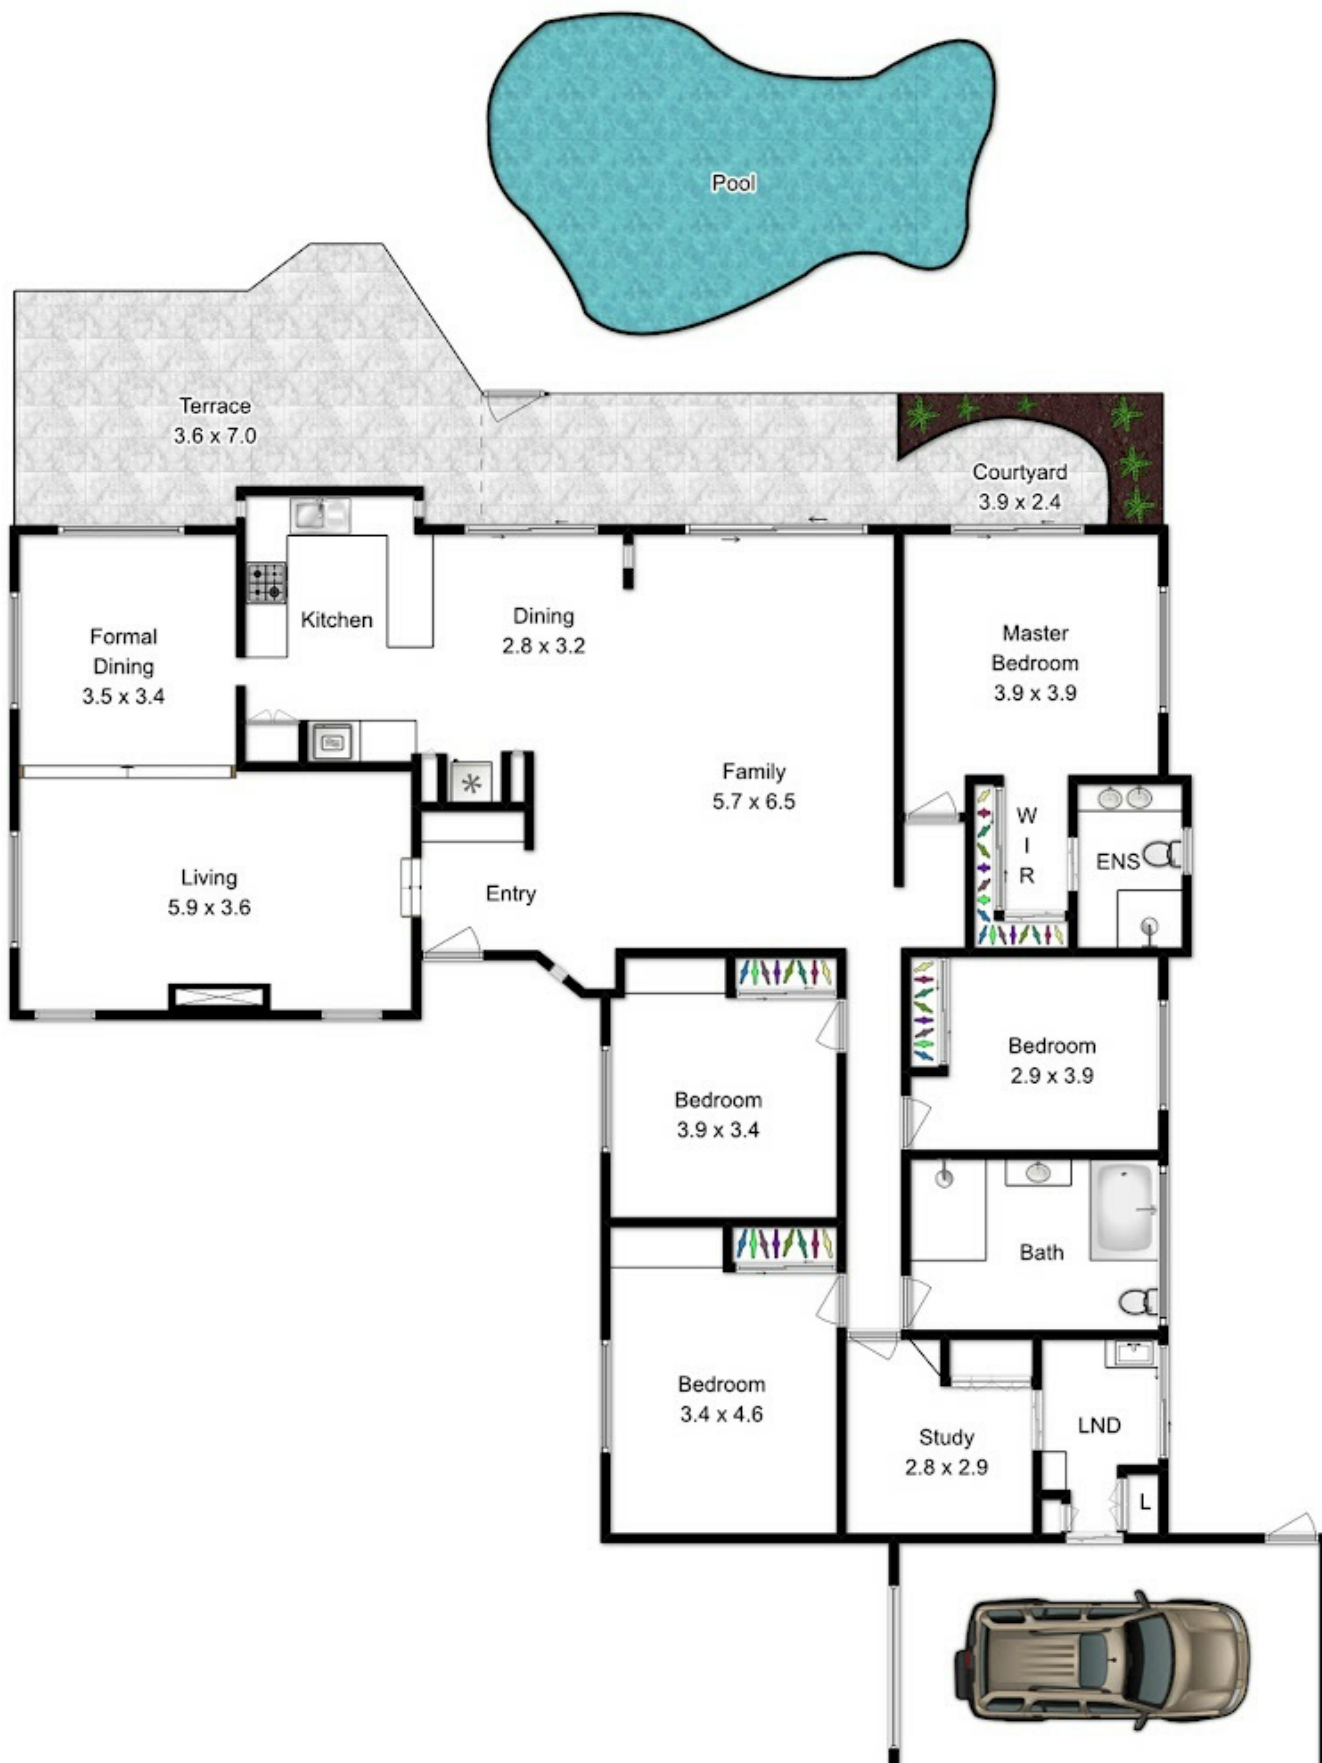 Pool
Terrace
3.6 x 7.0
Courtyard
3.9 x 2.4
Kitchen
Dining
2.8 x 3.2
Formal
Dining
3.5 x 3.4
Master
Bedroom
3.9 x 3.9
Family
5.7 x 6.5
W
I
R
ENS
Living
5.9 x 3.6
Entry
Bedroom
2.9 x 3.9
Bedroom
3.9 x 3.4
Bath
Bedroom
3.4 x 4.6
Study
2.8 x 2.9
LND
L